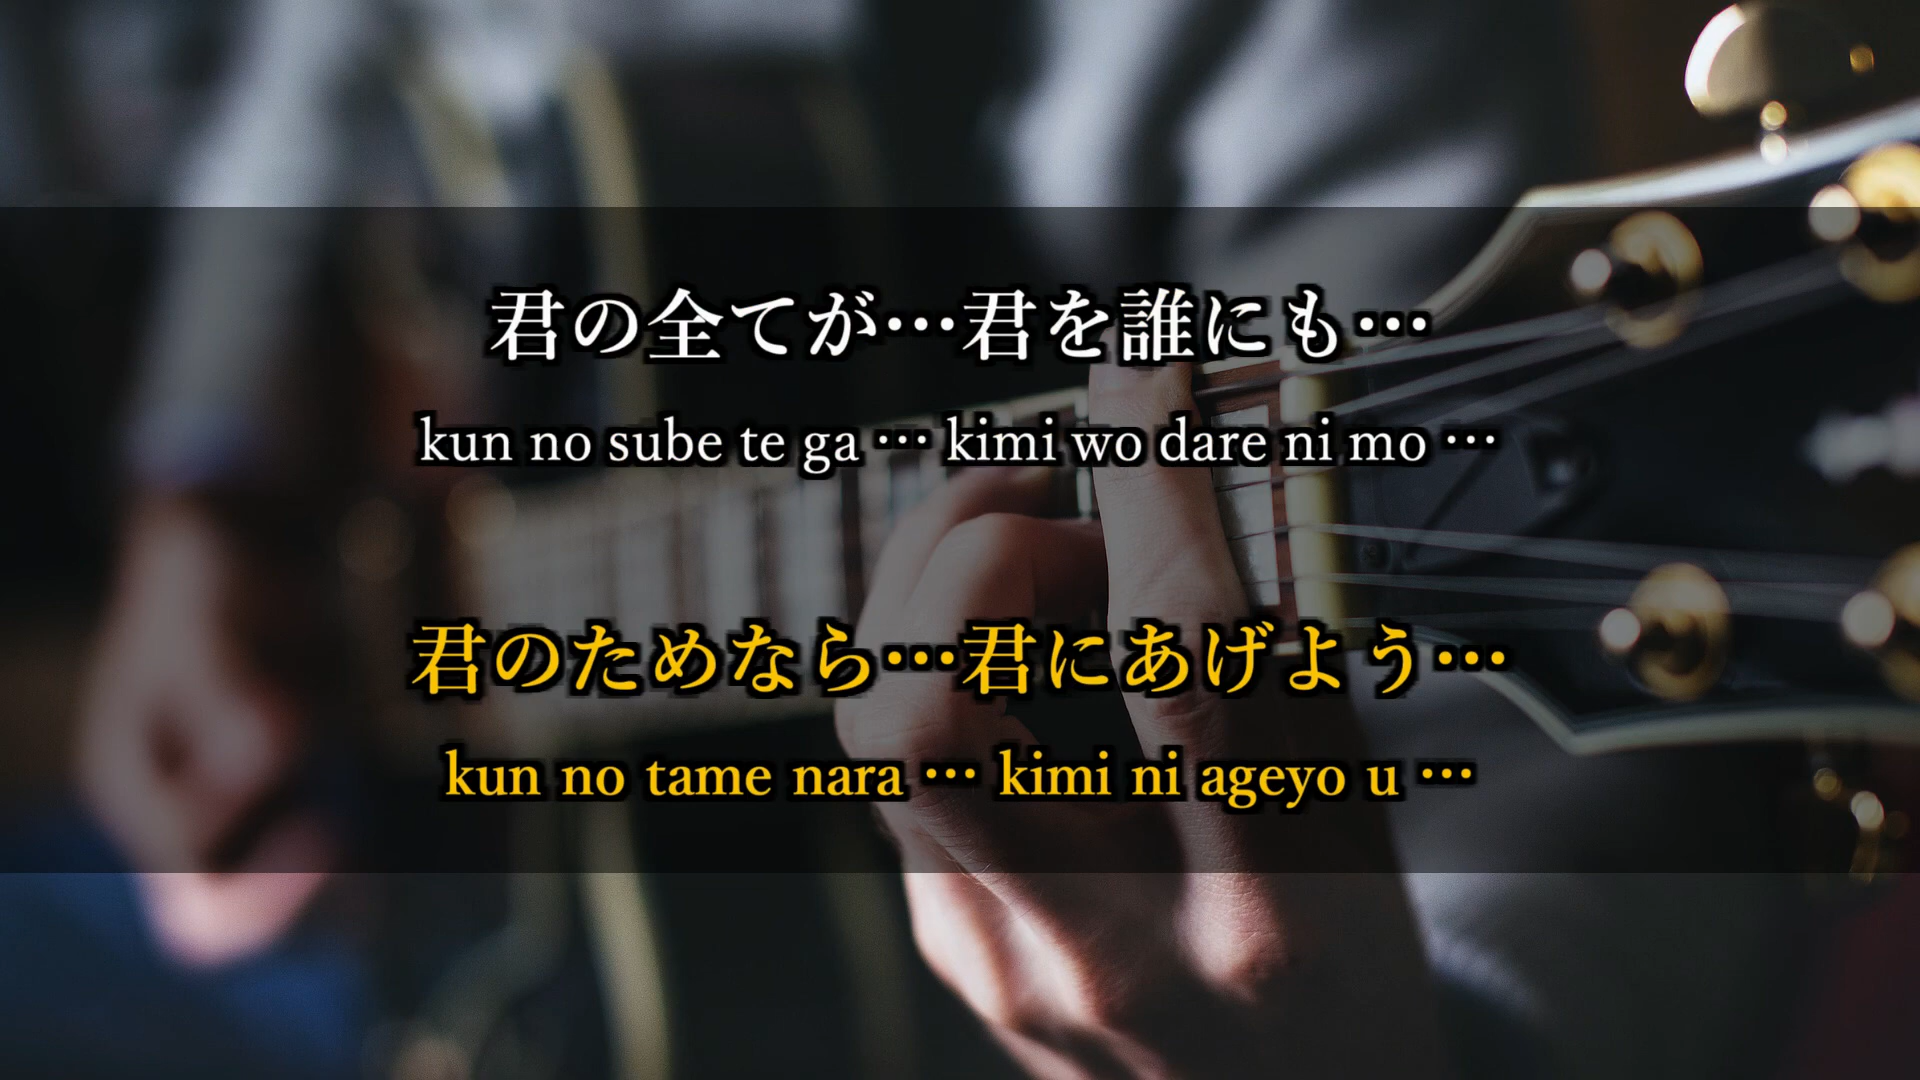 君の全てが…君を誰にも…
kun no sube te ga … kimi wo dare ni mo …
君のためなら…君にあげよう…
kun no tame nara … kimi ni ageyo u …